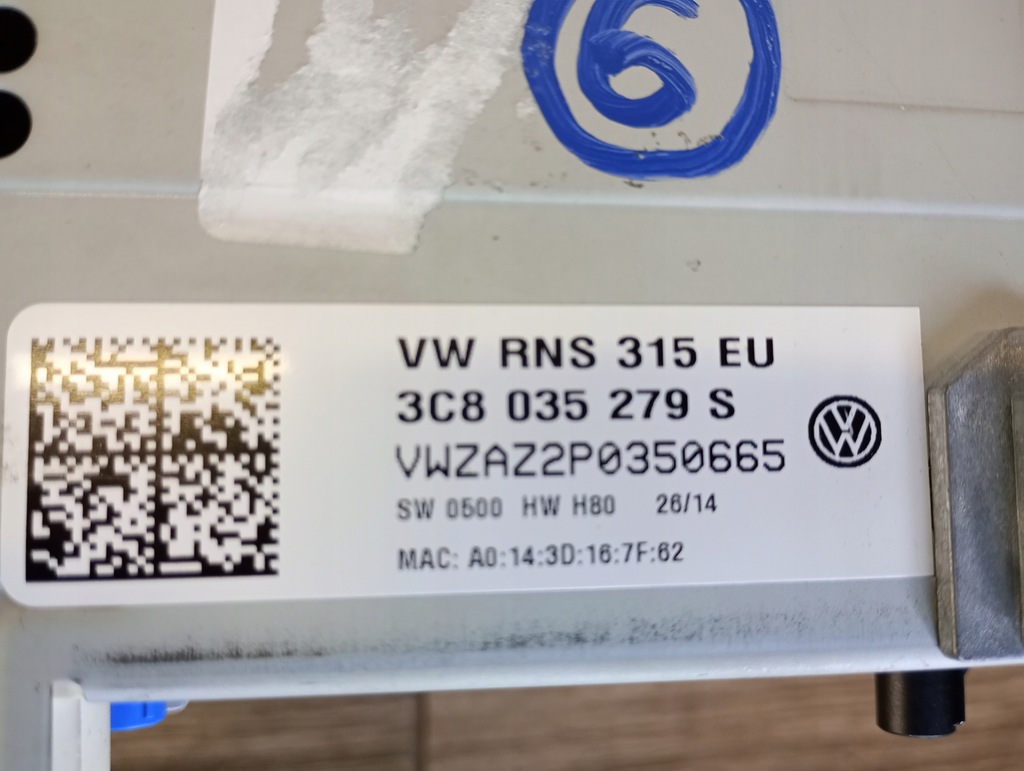 6
VW RNS 315 EU
3C8 035 279 S
VWZAZ2P0350665
SW 0500 HW H80 26/14
MAC: A0:14:3D:16:7F:62